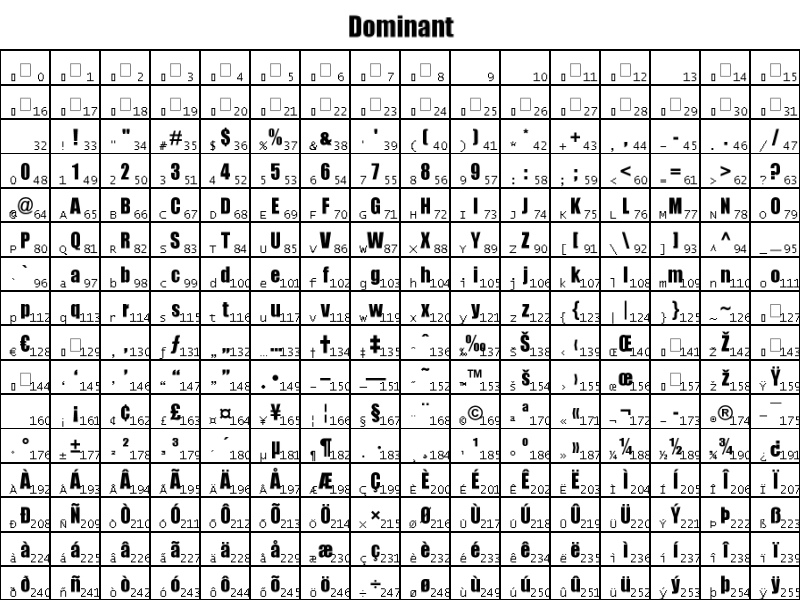 Dominant
0 1 2 3 4 5 6 7 8 9 10 11 12 13 14 15
16 17 18 19 20 21 22 23 24 25 26 27 28 29 30 31
32 ! ! 33 " " 34 # # 35 $ $ 36 % % 37 & & 38 ' ' 39 ( ( 40 ) ) 41 * * 42 + + 43 , , 44 - - 45 . . 46 / / 47
0 0 48 1 1 49 2 2 50 3 3 51 4 4 52 5 5 53 6 6 54 7 7 55 8 8 56 9 9 57 : : 58 ; ; 59 < < 60 = = 61 > > 62 ? ? 63
@ @ 64 A A 65 B B 66 C C 67 D D 68 E E 69 F F 70 G G 71 H H 72 I I 73 J J 74 K K 75 L L 76 M M 77 N N 78 O O 79
P P 80 Q Q 81 R R 82 S S 83 T T 84 U U 85 V V 86 W W 87 X X 88 Y Y 89 Z Z 90 [ [ 91 \ \ 92 ] ] 93 ^ ^ 94 _ _ 95
` ` 96 a a 97 b b 98 c c 99 d d 100 e e 101 f f 102 g g 103 h h 104 i i 105 j j 106 k k 107 l l 108 m m 109 n n 110 o o 111
p p 112 q q 113 r r 114 s s 115 t t 116 u u 117 v v 118 w w 119 x x 120 y y 121 z z 122 { { 123 | | 124 } } 125 ~ ~ 126 127
€ € 128 129 ‚ ‚ 130 ƒ ƒ 131 „ „ 132 … … 133 † † 134 ‡ ‡ 135 ˆ ˆ 136 ‰ ‰ 137 Š Š 138 ‹ ‹ 139 Œ Œ 140 141 Ž Ž 142 143
144 ‘ ‘ 145 ’ ’ 146 “ “ 147 ” ” 148 • • 149 – – 150 — — 151 ˜ ˜ 152 ™ ™ 153 š š 154 › › 155 œ œ 156 157 ž ž 158 Ÿ Ÿ 159
160 ¡ ¡ 161 ¢ ¢ 162 £ £ 163 ¤ ¤ 164 ¥ ¥ 165 ¦ ¦ 166 § § 167 ¨ ¨ 168 © © 169 ª ª 170 « « 171 ¬ ¬ 172 - - 173 ® ® 174 ¯ ¯ 175
° ° 176 ± ± 177 ² ² 178 ³ ³ 179 ´ ´ 180 µ µ 181 ¶ ¶ 182 · · 183 ¸ ¸ 184 ¹ ¹ 185 º º 186 » » 187 ¼ ¼ 188 ½ ½ 189 ¾ ¾ 190 ¿ ¿ 191
À À 192 Á Á 193 Â Â 194 Ã Ã 195 Ä Ä 196 Å Å 197 Æ Æ 198 Ç Ç 199 È È 200 É É 201 Ê Ê 202 Ë Ë 203 Ì Ì 204 Í Í 205 Î Î 206 Ï Ï 207
Ð Ð 208 Ñ Ñ 209 Ò Ò 210 Ó Ó 211 Ô Ô 212 Õ Õ 213 Ö Ö 214 × × 215 Ø Ø 216 Ù Ù 217 Ú Ú 218 Û Û 219 Ü Ü 220 Ý Ý 221 Þ Þ 222 ß ß 223
à à 224 á á 225 â â 226 ã ã 227 ä ä 228 å å 229 æ æ 230 ç ç 231 è è 232 é é 233 ê ê 234 ë ë 235 ì ì 236 í í 237 î î 238 ï ï 239
ð ð 240 ñ ñ 241 ò ò 242 ó ó 243 ô ô 244 õ õ 245 ö ö 246 ÷ ÷ 247 ø ø 248 ù ù 249 ú ú 250 û û 251 ü ü 252 ý ý 253 þ þ 254 ÿ ÿ 255